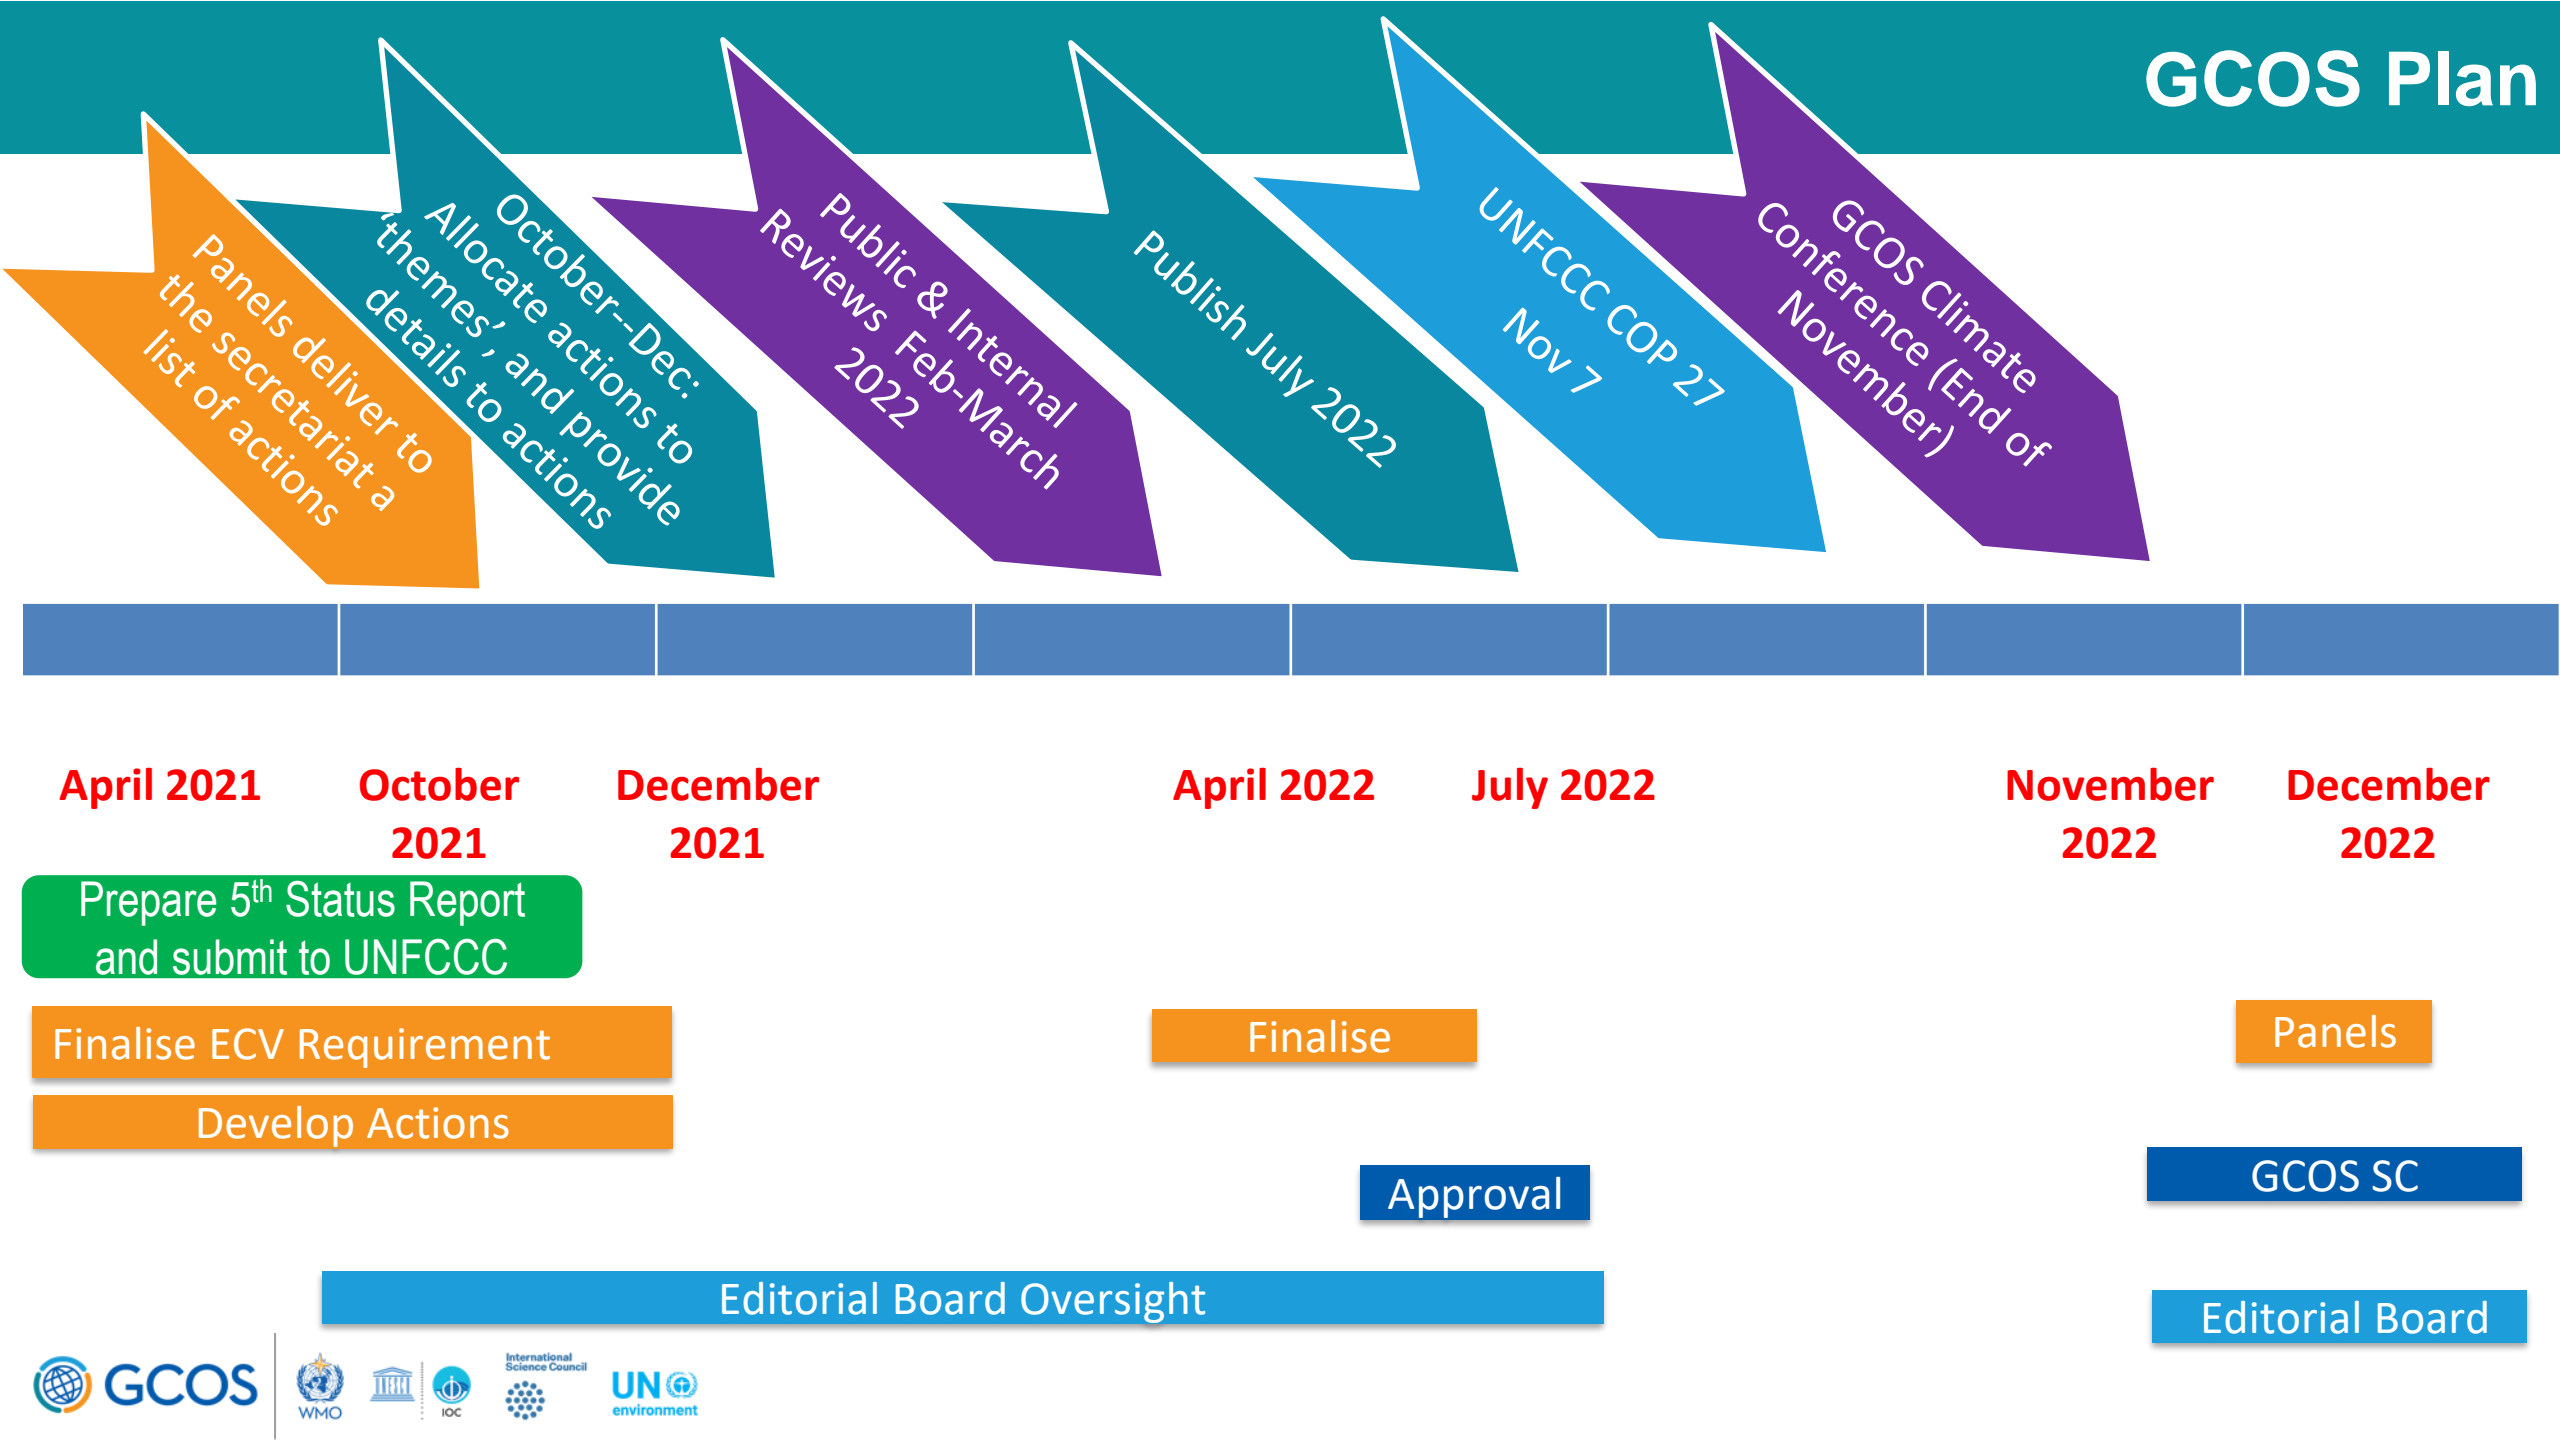 GCOS Plan
Panels deliver to
the secretariat a
list of actions
October--Dec:
Allocate actions to
“themes’, and provide
details to actions
Public & Internal
Reviews Feb-March
2022
Publish July 2022
UNFCCC COP 27
Nov 7
GCOS Climate
Conference (End of
November)
April 2021
October
2021
December
2021
April 2022
July 2022
November
2022
December
2022
Prepare 5th Status Report
and submit to UNFCCC
Finalise ECV Requirement
Finalise
Panels
Develop Actions
Approval
GCOS SC
Editorial Board Oversight
Editorial Board
GCOS
WMO
IOC
International
Science Council
UN
environment